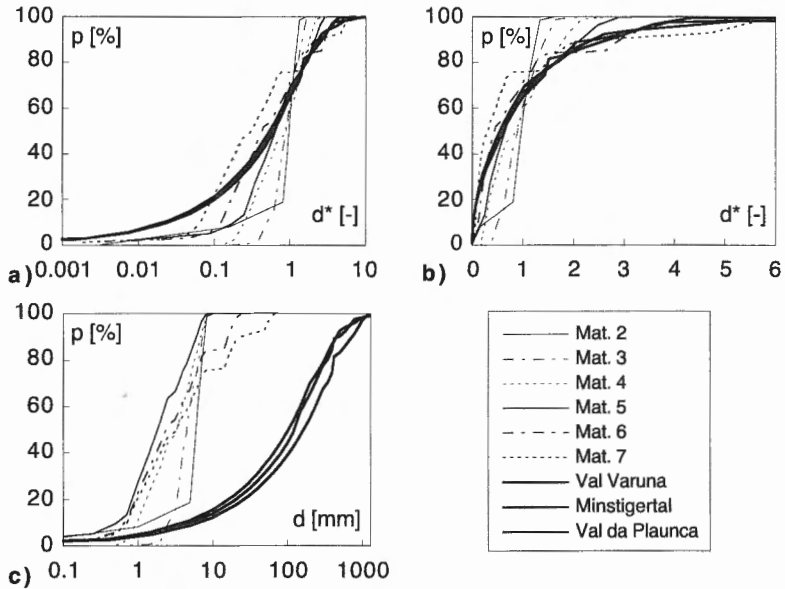 100
p [%]
80
60
40
20
d* [-]
0
a) 0.001 0.01 0.1 1 10
100
p [%]
80
60
40
20
d* [-]
0
b) 0 1 2 3 4 5 6
100
p [%]
80
60
40
20
d [mm]
0
c) 0.1 1 10 100 1000
Mat. 2
Mat. 3
Mat. 4
Mat. 5
Mat. 6
Mat. 7
Val Varuna
Minstigertal
Val da Plaunca